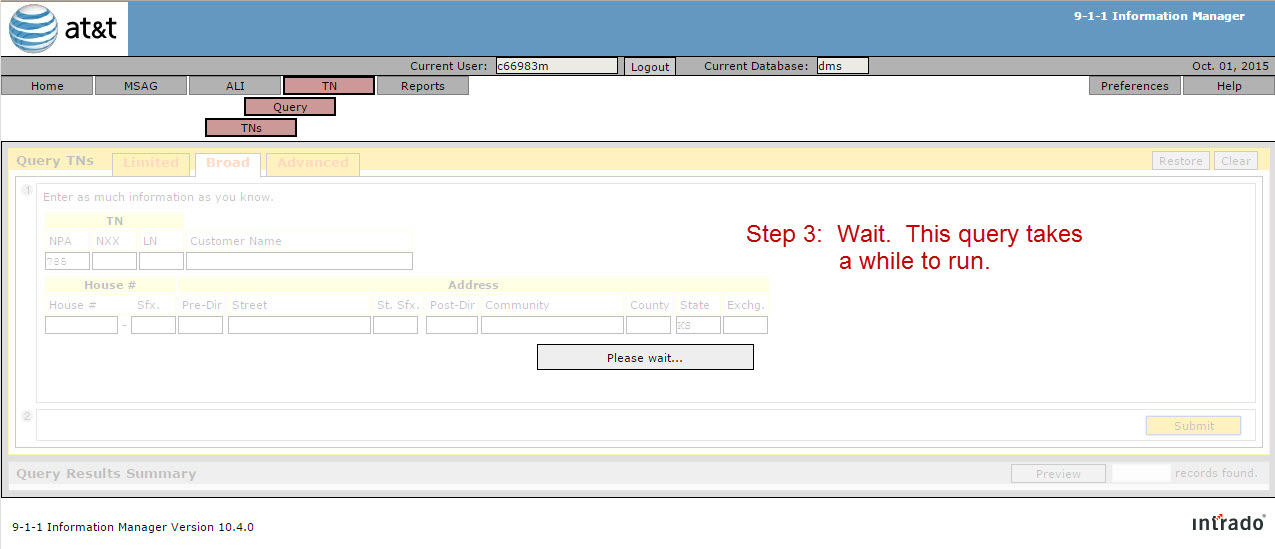 at&t
9-1-1 Information Manager
Current User: c66983m Logout Current Database: dms Oct. 01, 2015
Home MSAG ALI TN Reports Preferences Help
Query
TNs
Query TNs Limited Broad Advanced Restore Clear
1 Enter as much information as you know.
TN
NPA NXX LN Customer Name
785
House # Address
House # Sfx. Pre-Dir Street St. Sfx. Post-Dir Community County State Exchg.
- KS
Step 3: Wait. This query takes
a while to run.
Please wait...
2 Submit
Query Results Summary Preview records found.
9-1-1 Information Manager Version 10.4.0 intrado